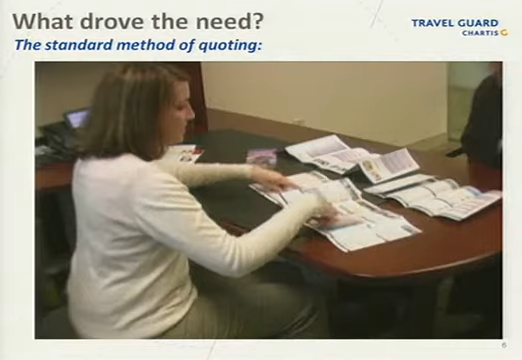 What drove the need?
TRAVEL GUARD
CHARTIS
The standard method of quoting:
6